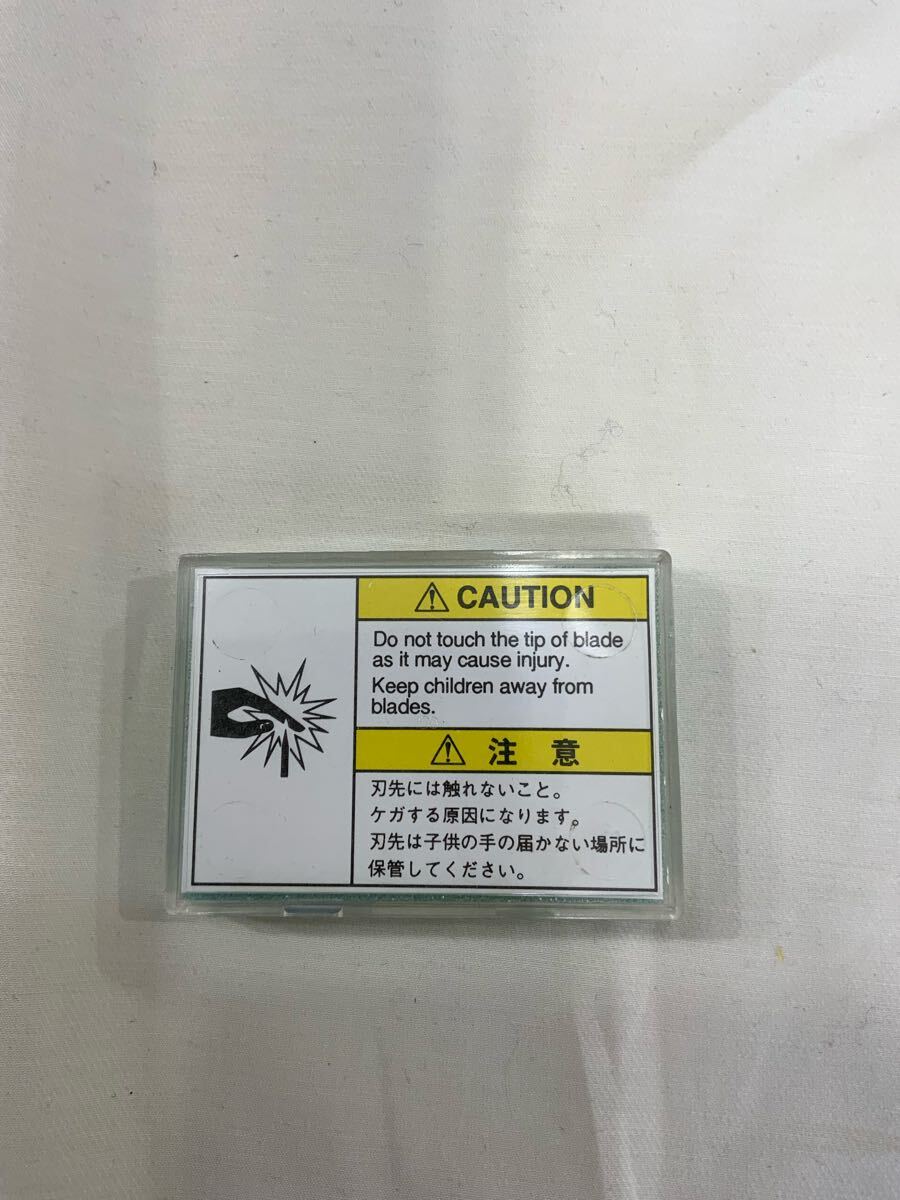 CAUTION
Do not touch the tip of blade
as it may cause injury.
Keep children away from
blades.
注 意
刃先には触れないこと。
ケガする原因になります。
刃先は子供の手の届かない場所に
保管してください。